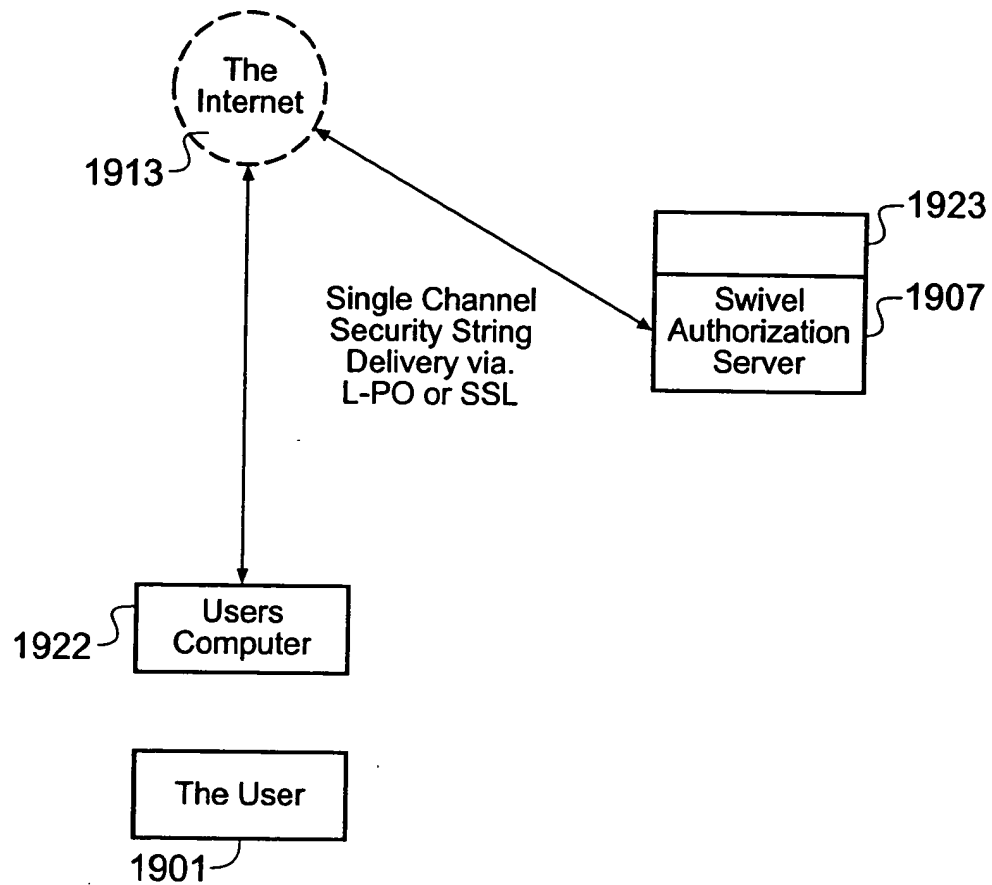 The
Internet
1913
1923
1907
Single Channel
Security String
Delivery via.
L-PO or SSL
Swivel
Authorization
Server
Users
Computer
1922
The User
1901